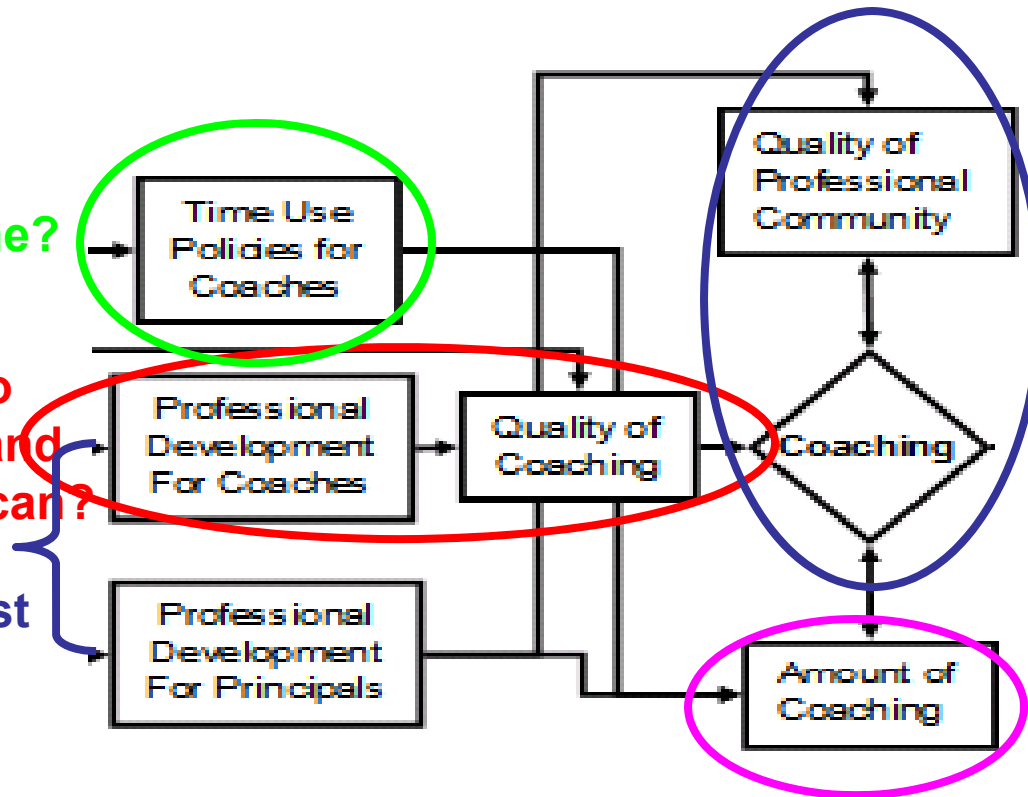 Quality of
Professional
Community
Time Use
Policies for
Coaches
Professional
Development
For Coaches
and
can?
Quality of
Coaching
Coaching
Professional
Development
For Principals
Amount of
Coaching